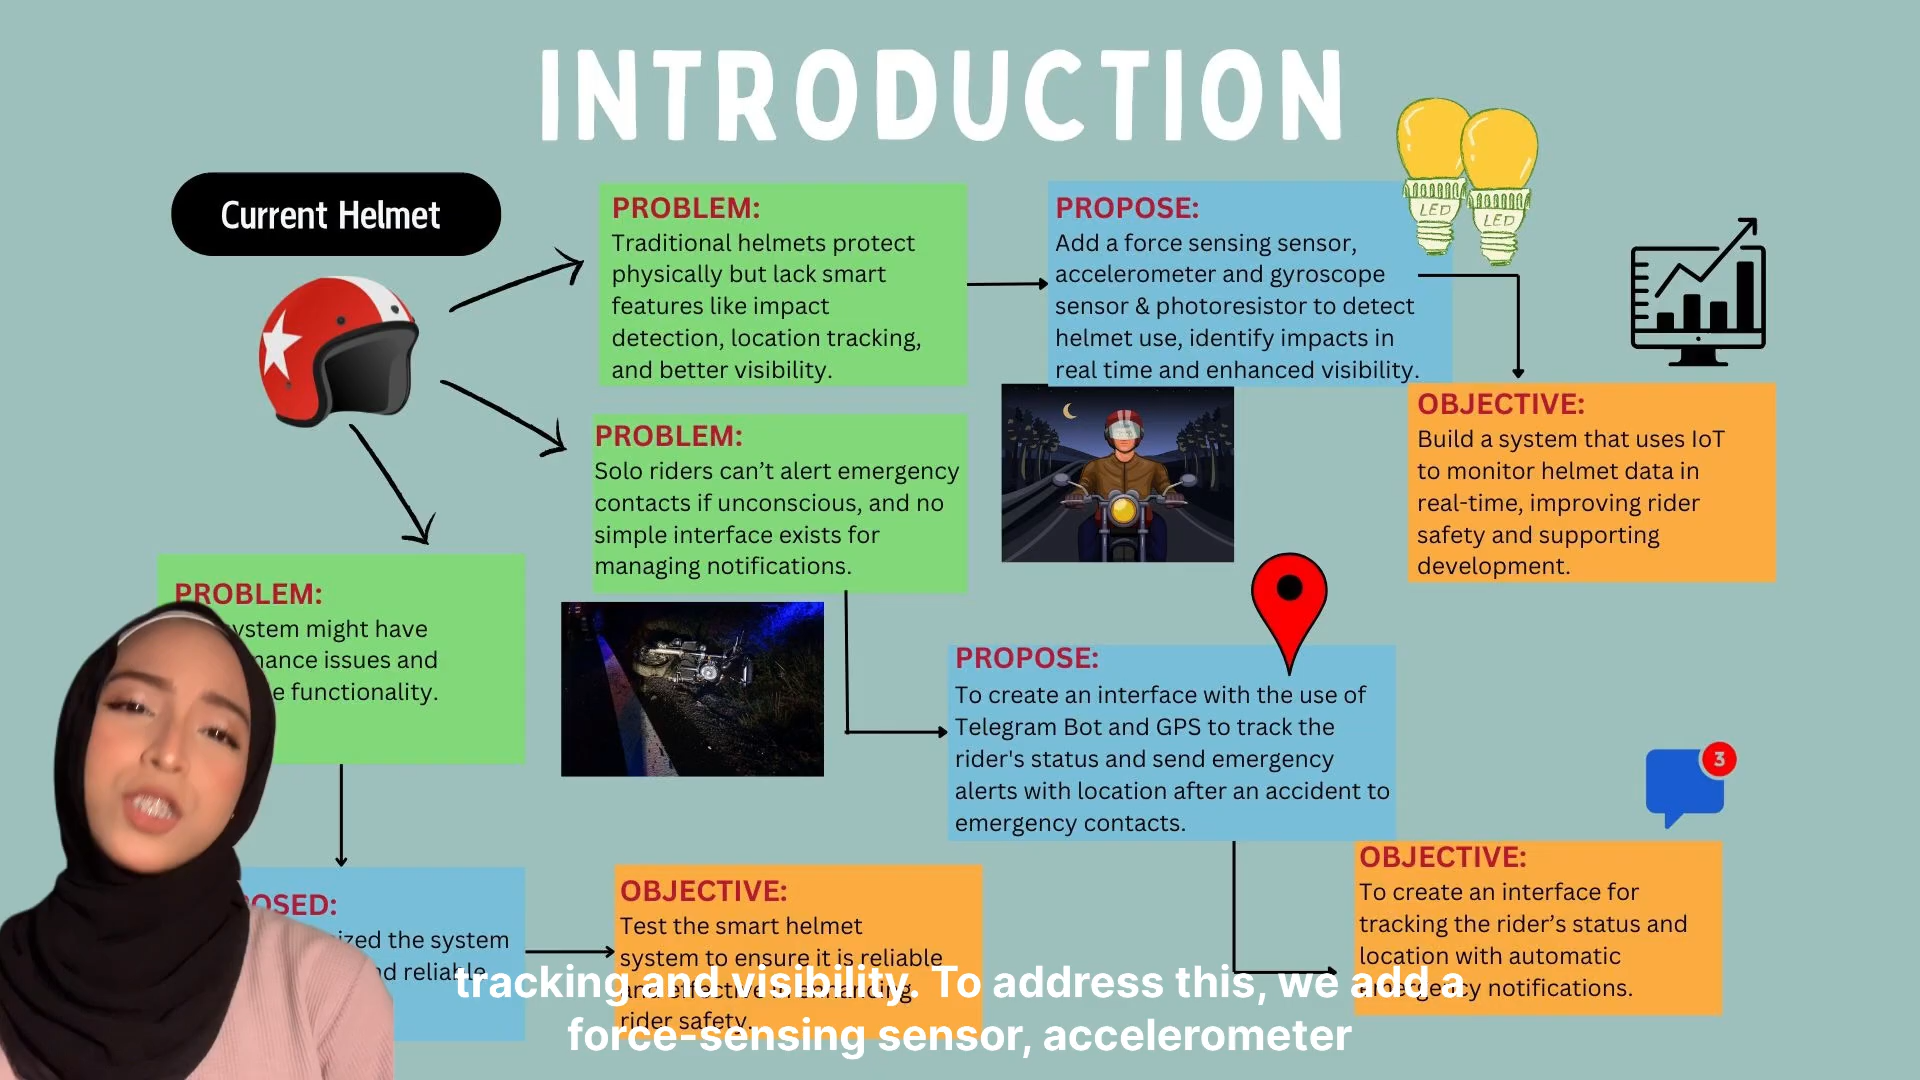 INTRODUCTION
Current Helmet
PROBLEM:
Traditional helmets protect
physically but lack smart
features like impact
detection, location tracking,
and better visibility.
PROPOSE:
Add a force sensing sensor,
accelerometer and gyroscope
sensor & photoresistor to detect
helmet use, identify impacts in
real time and enhanced visibility.
LED
LED
OBJECTIVE:
Build a system that uses IoT
to monitor helmet data in
real-time, improving rider
safety and supporting
development.
PROBLEM:
Solo riders can’t alert emergency
contacts if unconscious, and no
simple interface exists for
managing notifications.
PROPOSE:
To create an interface with the use of
Telegram Bot and GPS to track the
rider's status and send emergency
alerts with location after an accident to
emergency contacts.
3
OBJECTIVE:
To create an interface for
tracking the rider’s status and
location with automatic
emergency notifications.
PROBLEM:
might have
issues and
functionality.
the system
reliable
OBJECTIVE:
Test the smart helmet
system to ensure it is reliable
and effective in enhancing
rider safety.
tracking and visibility. To address this, we add a
force-sensing sensor, accelerometer